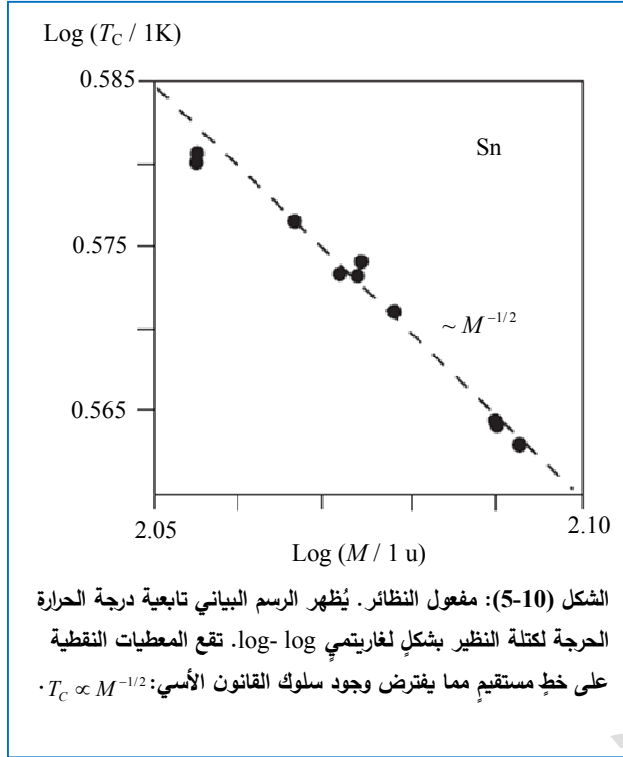 Log (TC / 1K)
0.585
Sn
0.575
~ M−1/2
0.565
2.05
2.10
Log (M / 1 u)
الشكل (10-5): مفعول النظائر. يُظهر الرسم البياني تابعية درجة الحرارة
الحرجة لكتلة النظير بشكلٍ لغاريتميٍ log- log. تقع المعطيات النقطية
على خطٍ مستقيمٍ مما يفترض وجود سلوك القانون الأسي: TC ∝ M−1/2 .